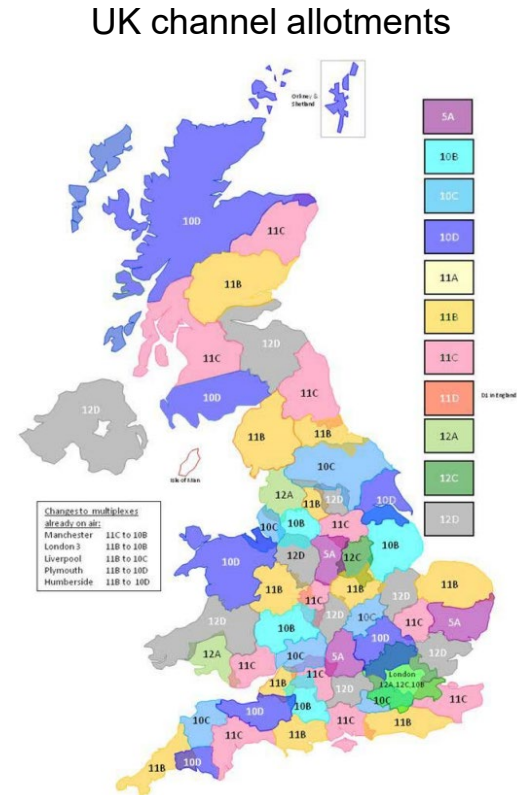 UK channel allotments
Orkney &
Shetland
5A
10B
10C
10D
11A
11B
11C
11D
D1 in England
12A
12C
12D
10D
11C
11B
11C
12D
10D
11C
12D
Isle of Man
11B
11B
10C
12A
11B
12D
10D
10C
10B
11C
10B
12D
5A
12C
10D
11B
11C
11B
12D
11B
12D
10C
11C
5A
12D
10B
10D
12D
12A
11C
10C
5A
London
12A,12C,10B
11B
11C
12D
10C
11C
10C
10D
10B
11B
11C
11B
11C
11B
10D
Changes to multiplexes
already on air:
Manchester 11C to 10B
London 3 11B to 10B
Liverpool 11B to 10C
Plymouth 11B to 10D
Humberside 11B to 10D